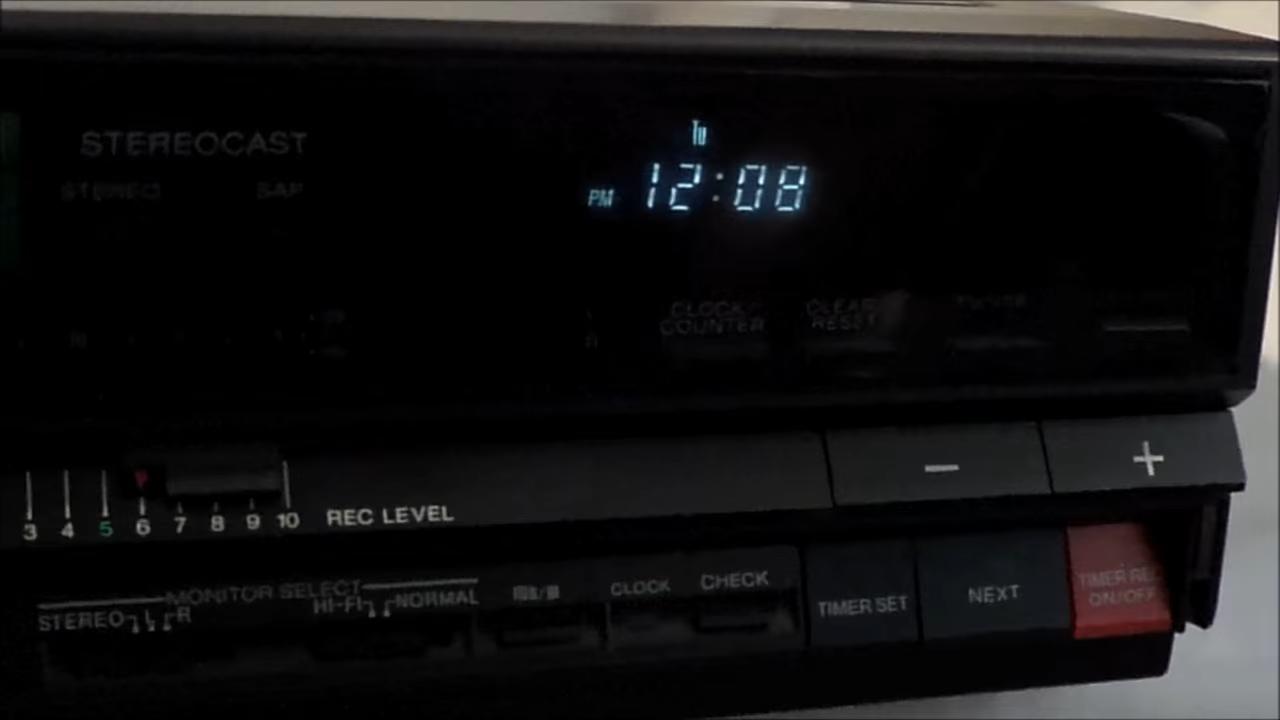 Tu
STEREOCAST
PM 12:08
STEREO SAP
CLOCK/ CLEAR
COUNTER RESET
− +
3 4 5 6 7 8 9 10 REC LEVEL
MONITOR SELECT
STEREO L R HI-FI NORMAL
CLOCK CHECK
TIMER SET NEXT
TIMER REC
ON/OFF